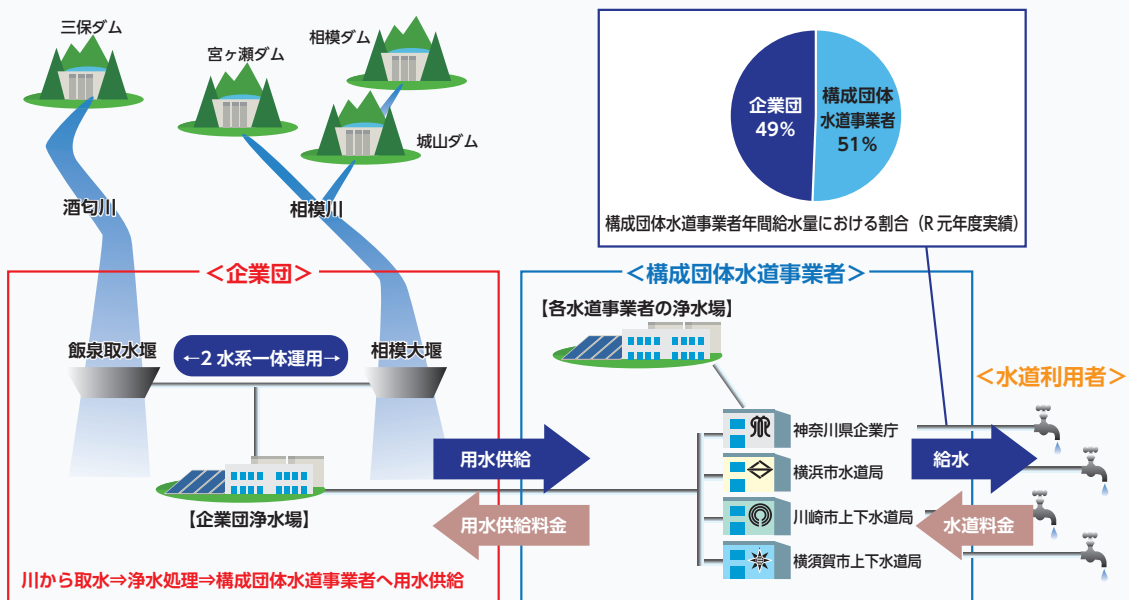 三保ダム
宮ヶ瀬ダム
相模ダム
城山ダム
酒匂川
相模川
企業団
49%
構成団体
水道事業者
51%
構成団体水道事業者年間給水量における割合（R 元年度実績）
＜企業団＞
飯泉取水堰
←2 水系一体運用→
相模大堰
【企業団浄水場】
川から取水⇒浄水処理⇒構成団体水道事業者へ用水供給
用水供給
用水供給料金
＜構成団体水道事業者＞
【各水道事業者の浄水場】
神奈川県企業庁
横浜市水道局
川崎市上下水道局
横須賀市上下水道局
＜水道利用者＞
給水
水道料金